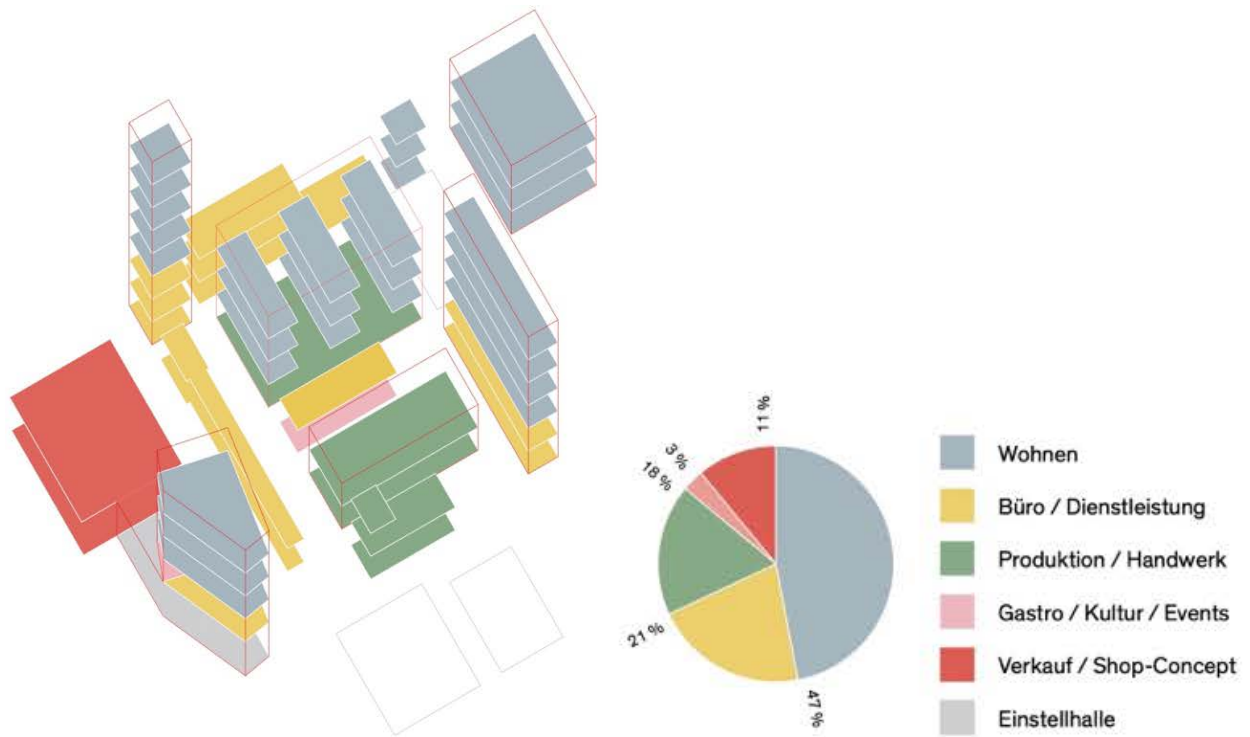 11 %
3 %
18 %
21 %
47 %
Wohnen
Büro / Dienstleistung
Produktion / Handwerk
Gastro / Kultur / Events
Verkauf / Shop-Concept
Einstellhalle